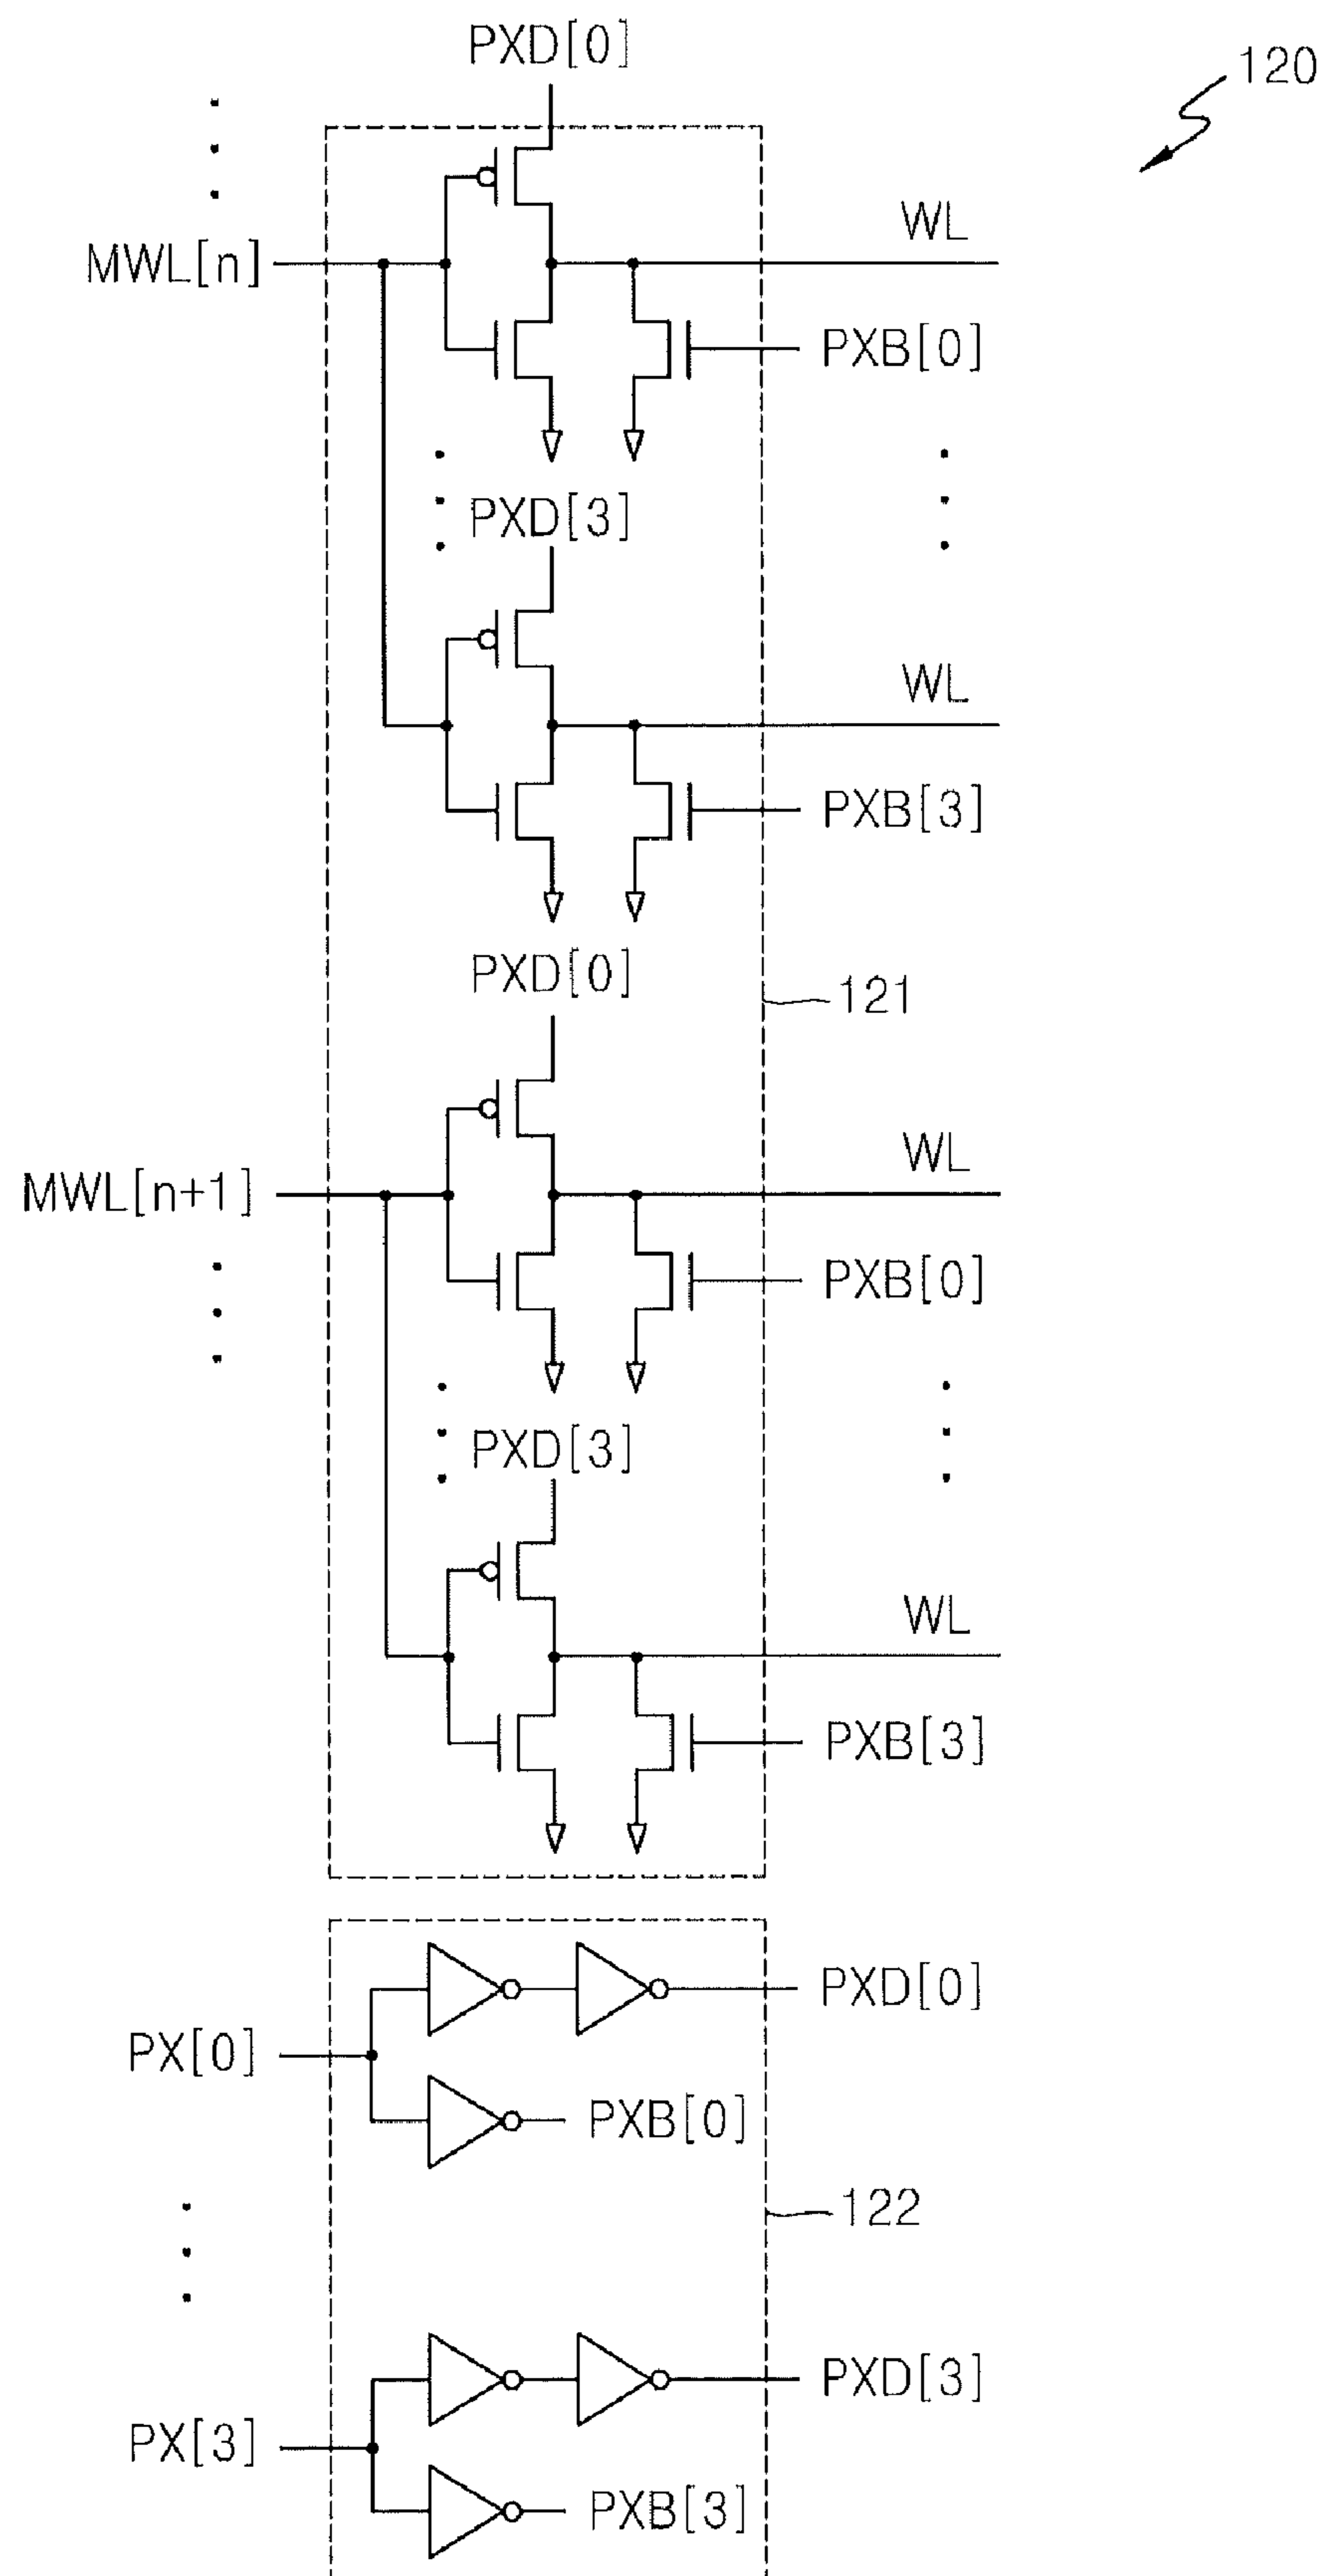 PXD[0]
120
MWL[n]
WL
PXB[0]
PXD[3]
WL
PXB[3]
PXD[0]
121
MWL[n+1]
WL
PXB[0]
PXD[3]
WL
PXB[3]
PXD[0]
PX[0]
PXB[0]
122
PXD[3]
PX[3]
PXB[3]